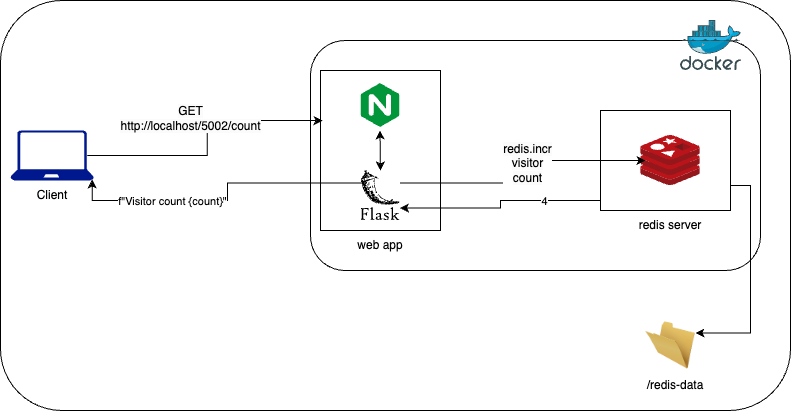 docker
GET
http://localhost/5002/count
redis.incr
visitor
count
Client
f"Visitor count {count}"
Flask
4
web app
redis server
/redis-data